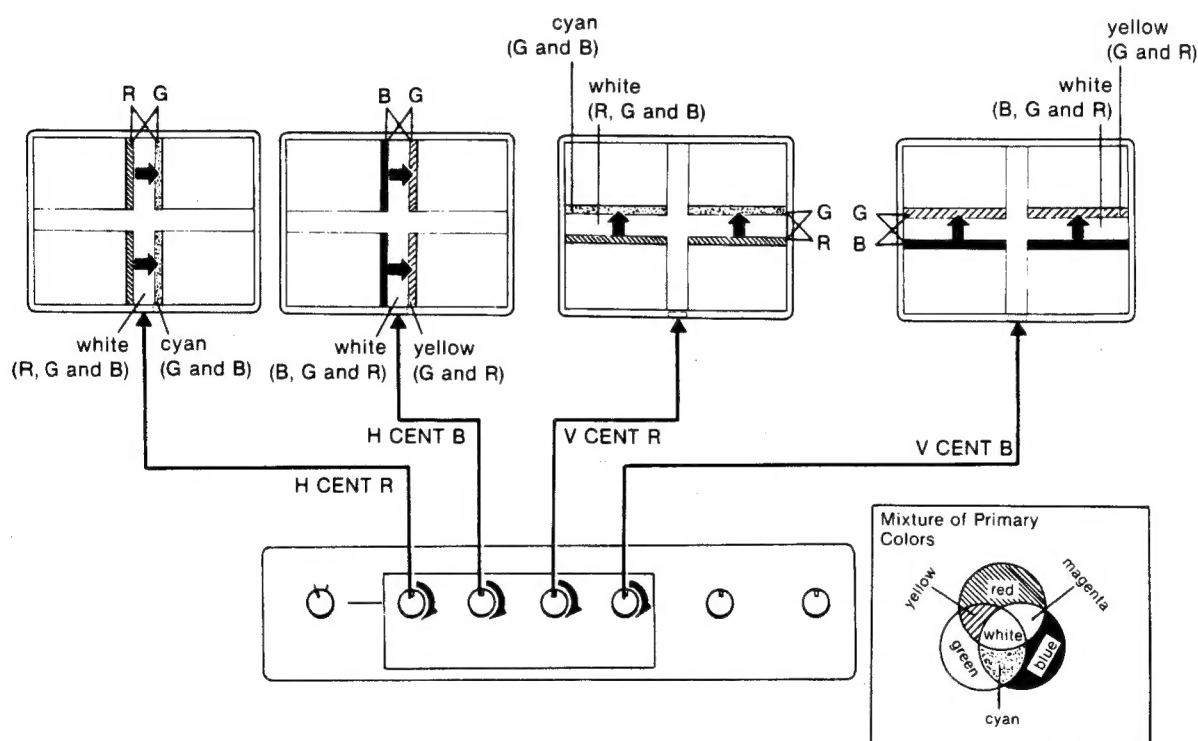 cyan
(G and B)
white
(R, G and B)
yellow
(G and R)
white
(B, G and R)
R G
B G
G
R
G
B
white
(R, G and B)
cyan
(G and B)
white
(B, G and R)
yellow
(G and R)
H CENT R
H CENT B
V CENT R
V CENT B
Mixture of Primary
Colors
yellow
red
magenta
white
green
blue
cyan